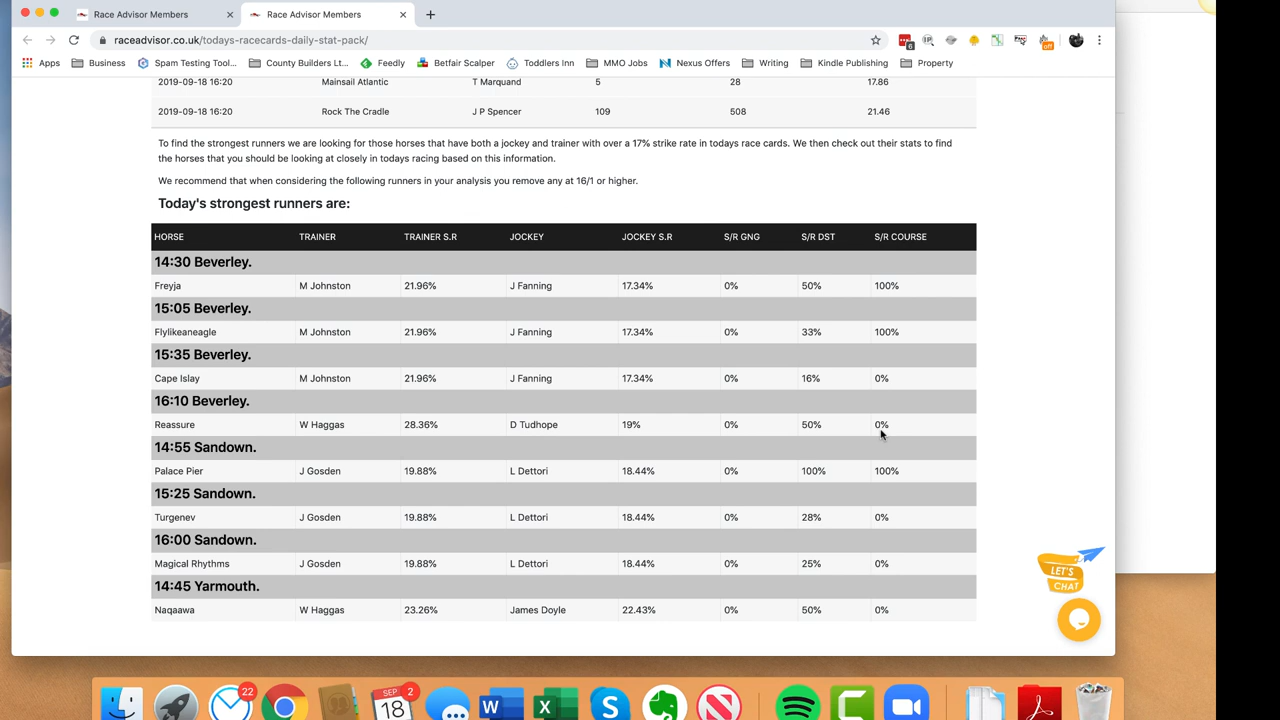 Race Advisor Members
Race Advisor Members
raceadvisor.co.uk/todays-racecards-daily-stat-pack/
6
off
Apps Business Spam Testing Tool... County Builders Lt... Feedly Betfair Scalper Toddlers Inn MMO Jobs Nexus Offers Writing Kindle Publishing Property
2019-09-18 16:20 Mainsail Atlantic T Marquand 5 28 17.86
2019-09-18 16:20 Rock The Cradle J P Spencer 109 508 21.46
To find the strongest runners we are looking for those horses that have both a jockey and trainer with over a 17% strike rate in todays race cards. We then check out their stats to find
the horses that you should be looking at closely in todays racing based on this information.
We recommend that when considering the following runners in your analysis you remove any at 16/1 or higher.
Today's strongest runners are:
HORSE TRAINER TRAINER S.R JOCKEY JOCKEY S.R S/R GNG S/R DST S/R COURSE
14:30 Beverley.
Freyja M Johnston 21.96% J Fanning 17.34% 0% 50% 100%
15:05 Beverley.
Flylikeaneagle M Johnston 21.96% J Fanning 17.34% 0% 33% 100%
15:35 Beverley.
Cape Islay M Johnston 21.96% J Fanning 17.34% 0% 16% 0%
16:10 Beverley.
Reassure W Haggas 28.36% D Tudhope 19% 0% 50% 0%
14:55 Sandown.
Palace Pier J Gosden 19.88% L Dettori 18.44% 0% 100% 100%
15:25 Sandown.
Turgenev J Gosden 19.88% L Dettori 18.44% 0% 28% 0%
16:00 Sandown.
Magical Rhythms J Gosden 19.88% L Dettori 18.44% 0% 25% 0%
14:45 Yarmouth.
Naqaawa W Haggas 23.26% James Doyle 22.43% 0% 50% 0%
LET'S
CHAT
22
SEP
2
18
W
X
S